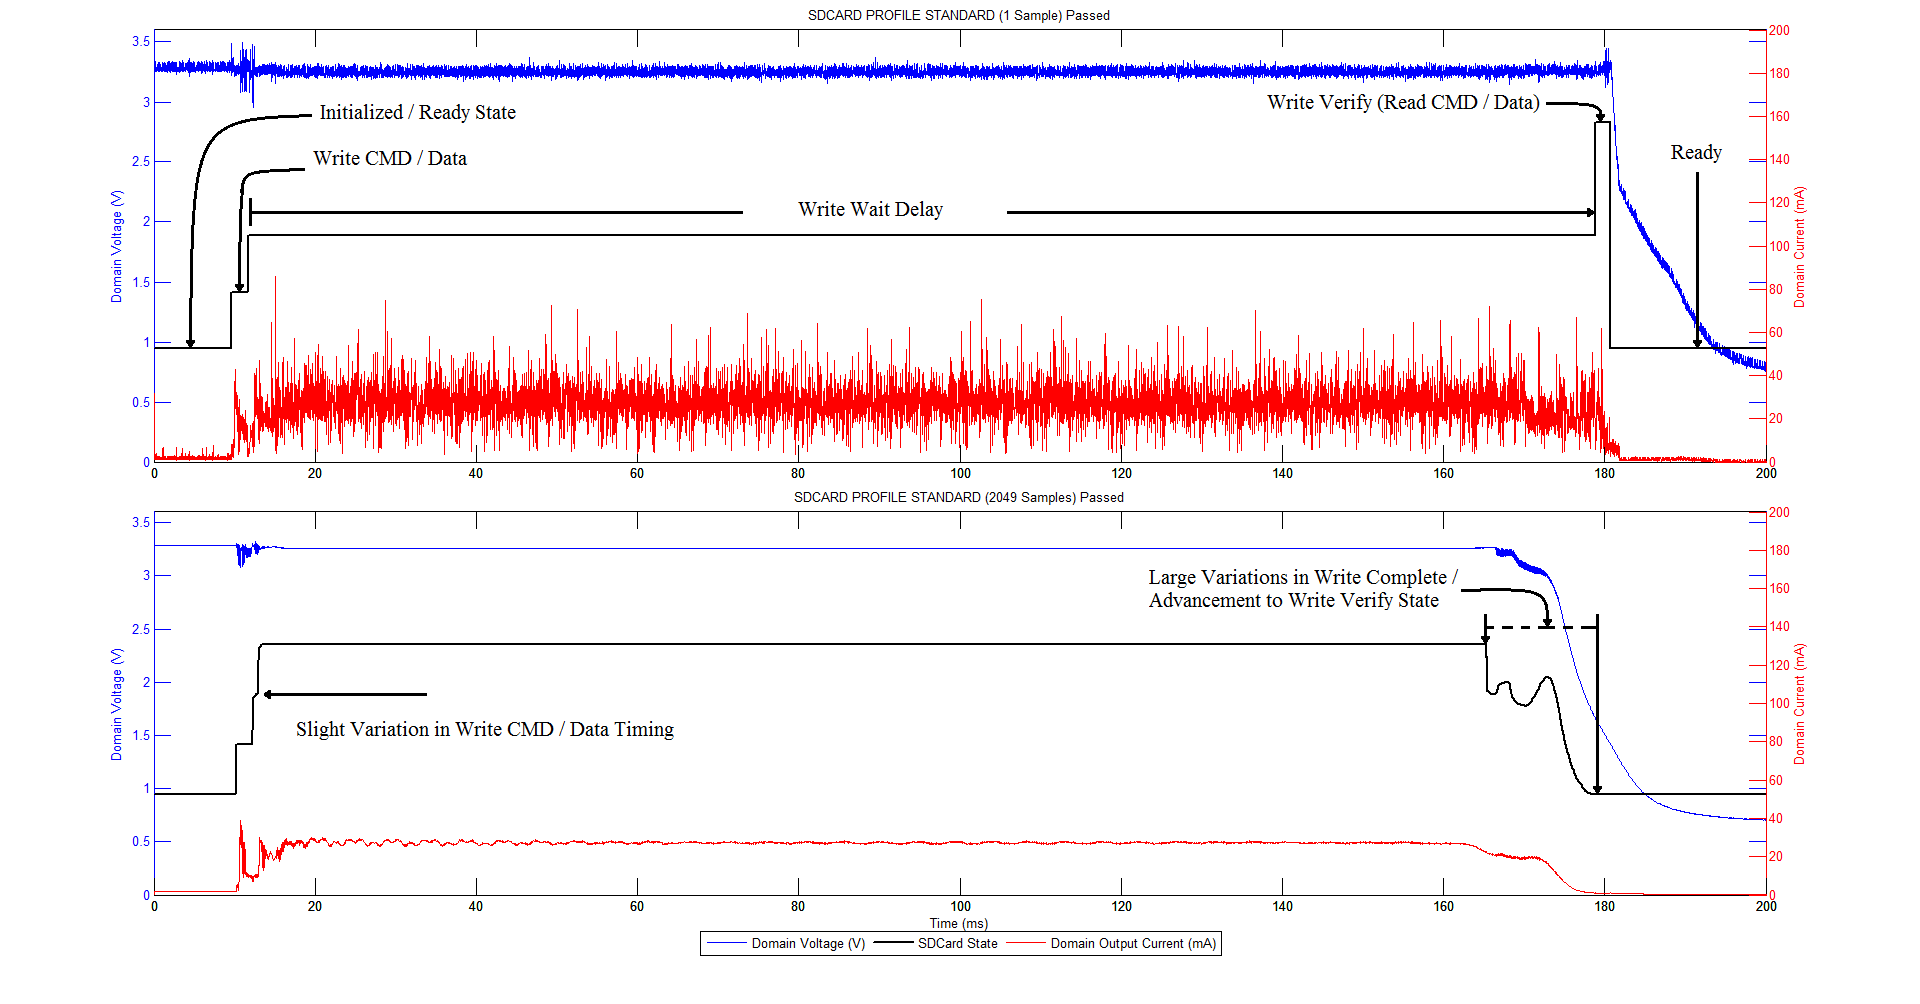 SDCARD PROFILE STANDARD (1 Sample) Passed
3.5
3
2.5
2
1.5
1
0.5
0
Domain Voltage (V)
200
180
160
140
120
100
80
60
40
20
0
Domain Current (mA)
Initialized / Ready State
Write CMD / Data
Write Wait Delay
Write Verify (Read CMD / Data)
Ready
0 20 40 60 80 100 120 140 160 180 200
SDCARD PROFILE STANDARD (2049 Samples) Passed
3.5
3
2.5
2
1.5
1
0.5
0
Domain Voltage (V)
200
180
160
140
120
100
80
60
40
20
0
Domain Current (mA)
Large Variations in Write Complete /
Advancement to Write Verify State
Slight Variation in Write CMD / Data Timing
0 20 40 60 80 100 120 140 160 180 200
Time (ms)
Domain Voltage (V) SDCard State Domain Output Current (mA)